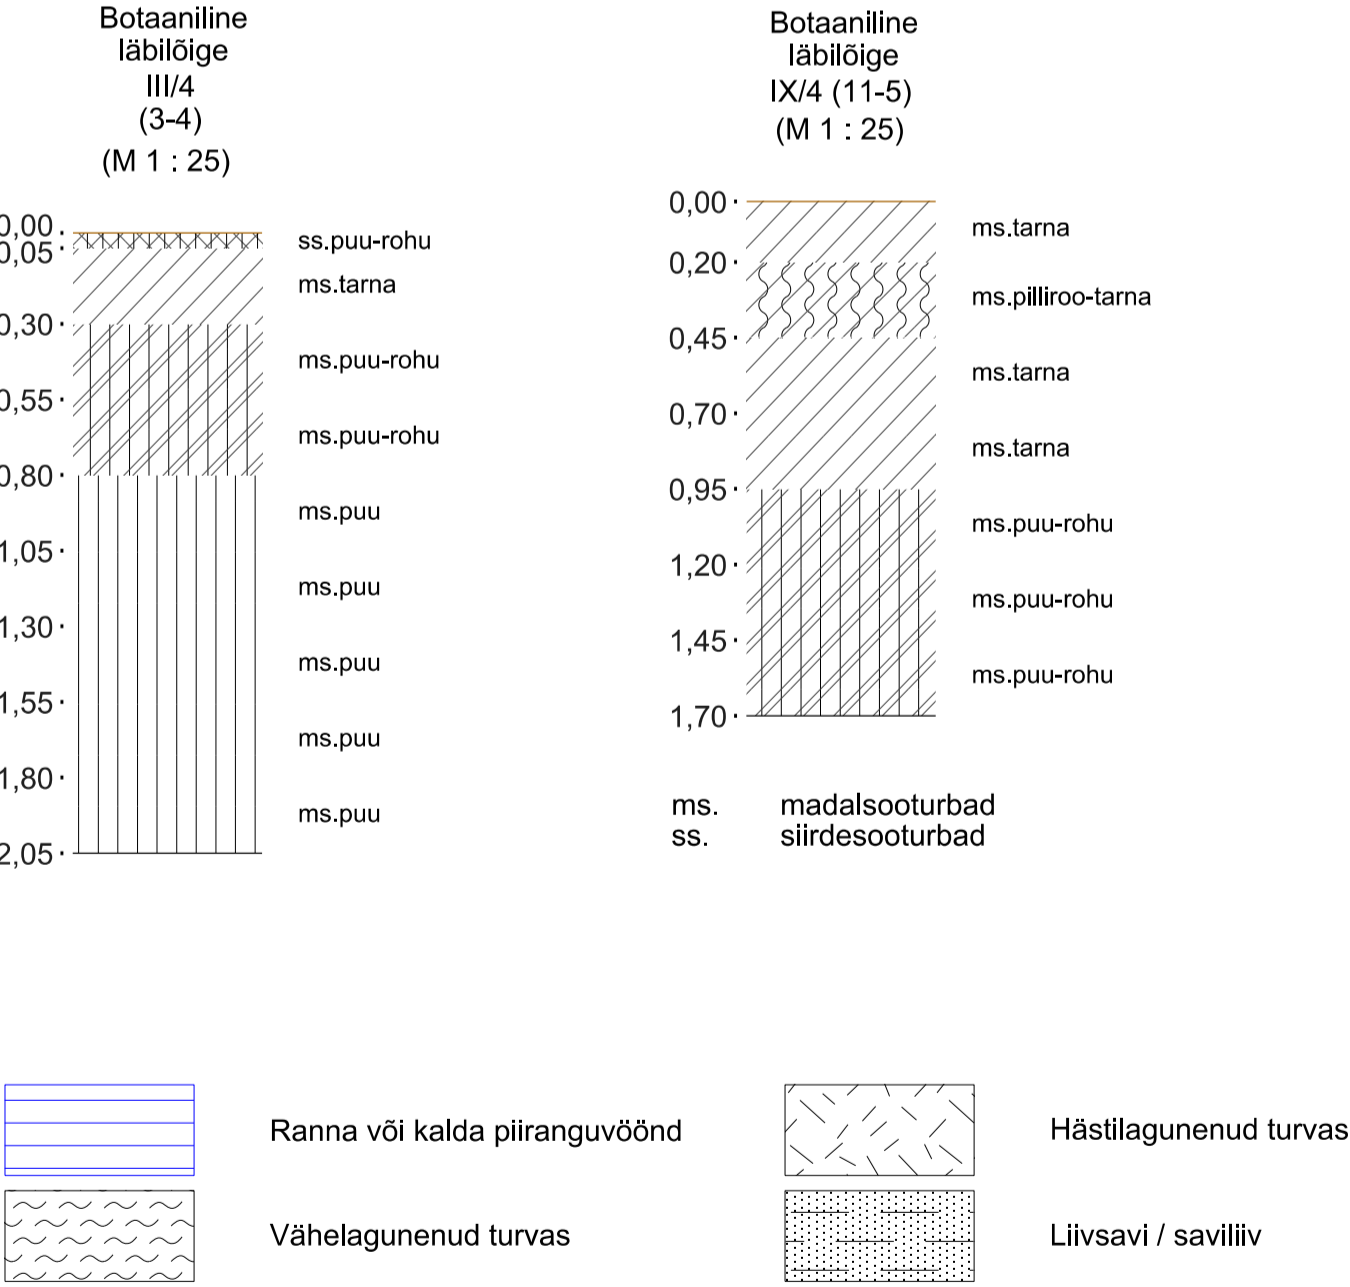 Botaaniline
läbilõige
III/4
(3-4)
(M 1 : 25)
0,00
0,05
0,30
0,55
0,80
1,05
1,30
1,55
1,80
2,05
ss.puu-rohu
ms.tarna
ms.puu-rohu
ms.puu-rohu
ms.puu
ms.puu
ms.puu
ms.puu
ms.puu
Botaaniline
läbilõige
IX/4 (11-5)
(M 1 : 25)
0,00
0,20
0,45
0,70
0,95
1,20
1,45
1,70
ms.tarna
ms.pilliroo-tarna
ms.tarna
ms.tarna
ms.puu-rohu
ms.puu-rohu
ms.puu-rohu
ms. madalsooturbad
ss. siirdesooturbad
Ranna või kalda piiranguvöönd
Hästilagunenud turvas
Vähelagunenud turvas
Liivsavi / saviliiv